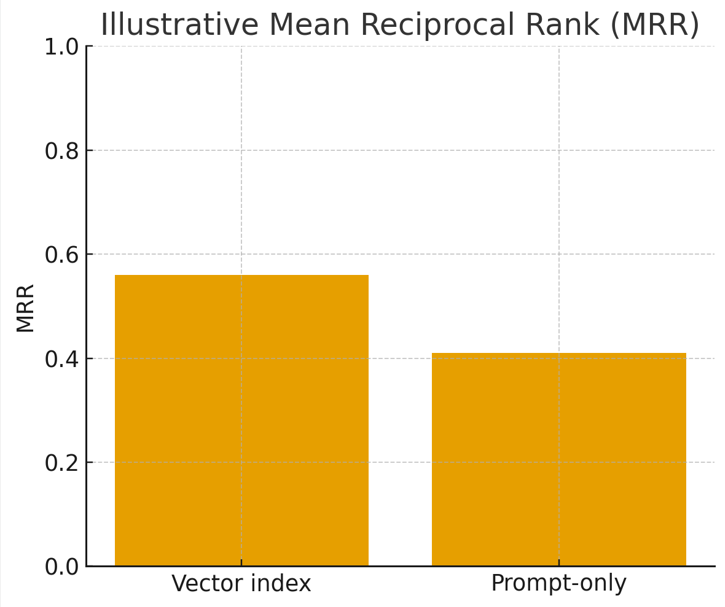 Illustrative Mean Reciprocal Rank (MRR)
1.0
0.8
0.6
0.4
0.2
0.0
MRR
Vector index
Prompt-only